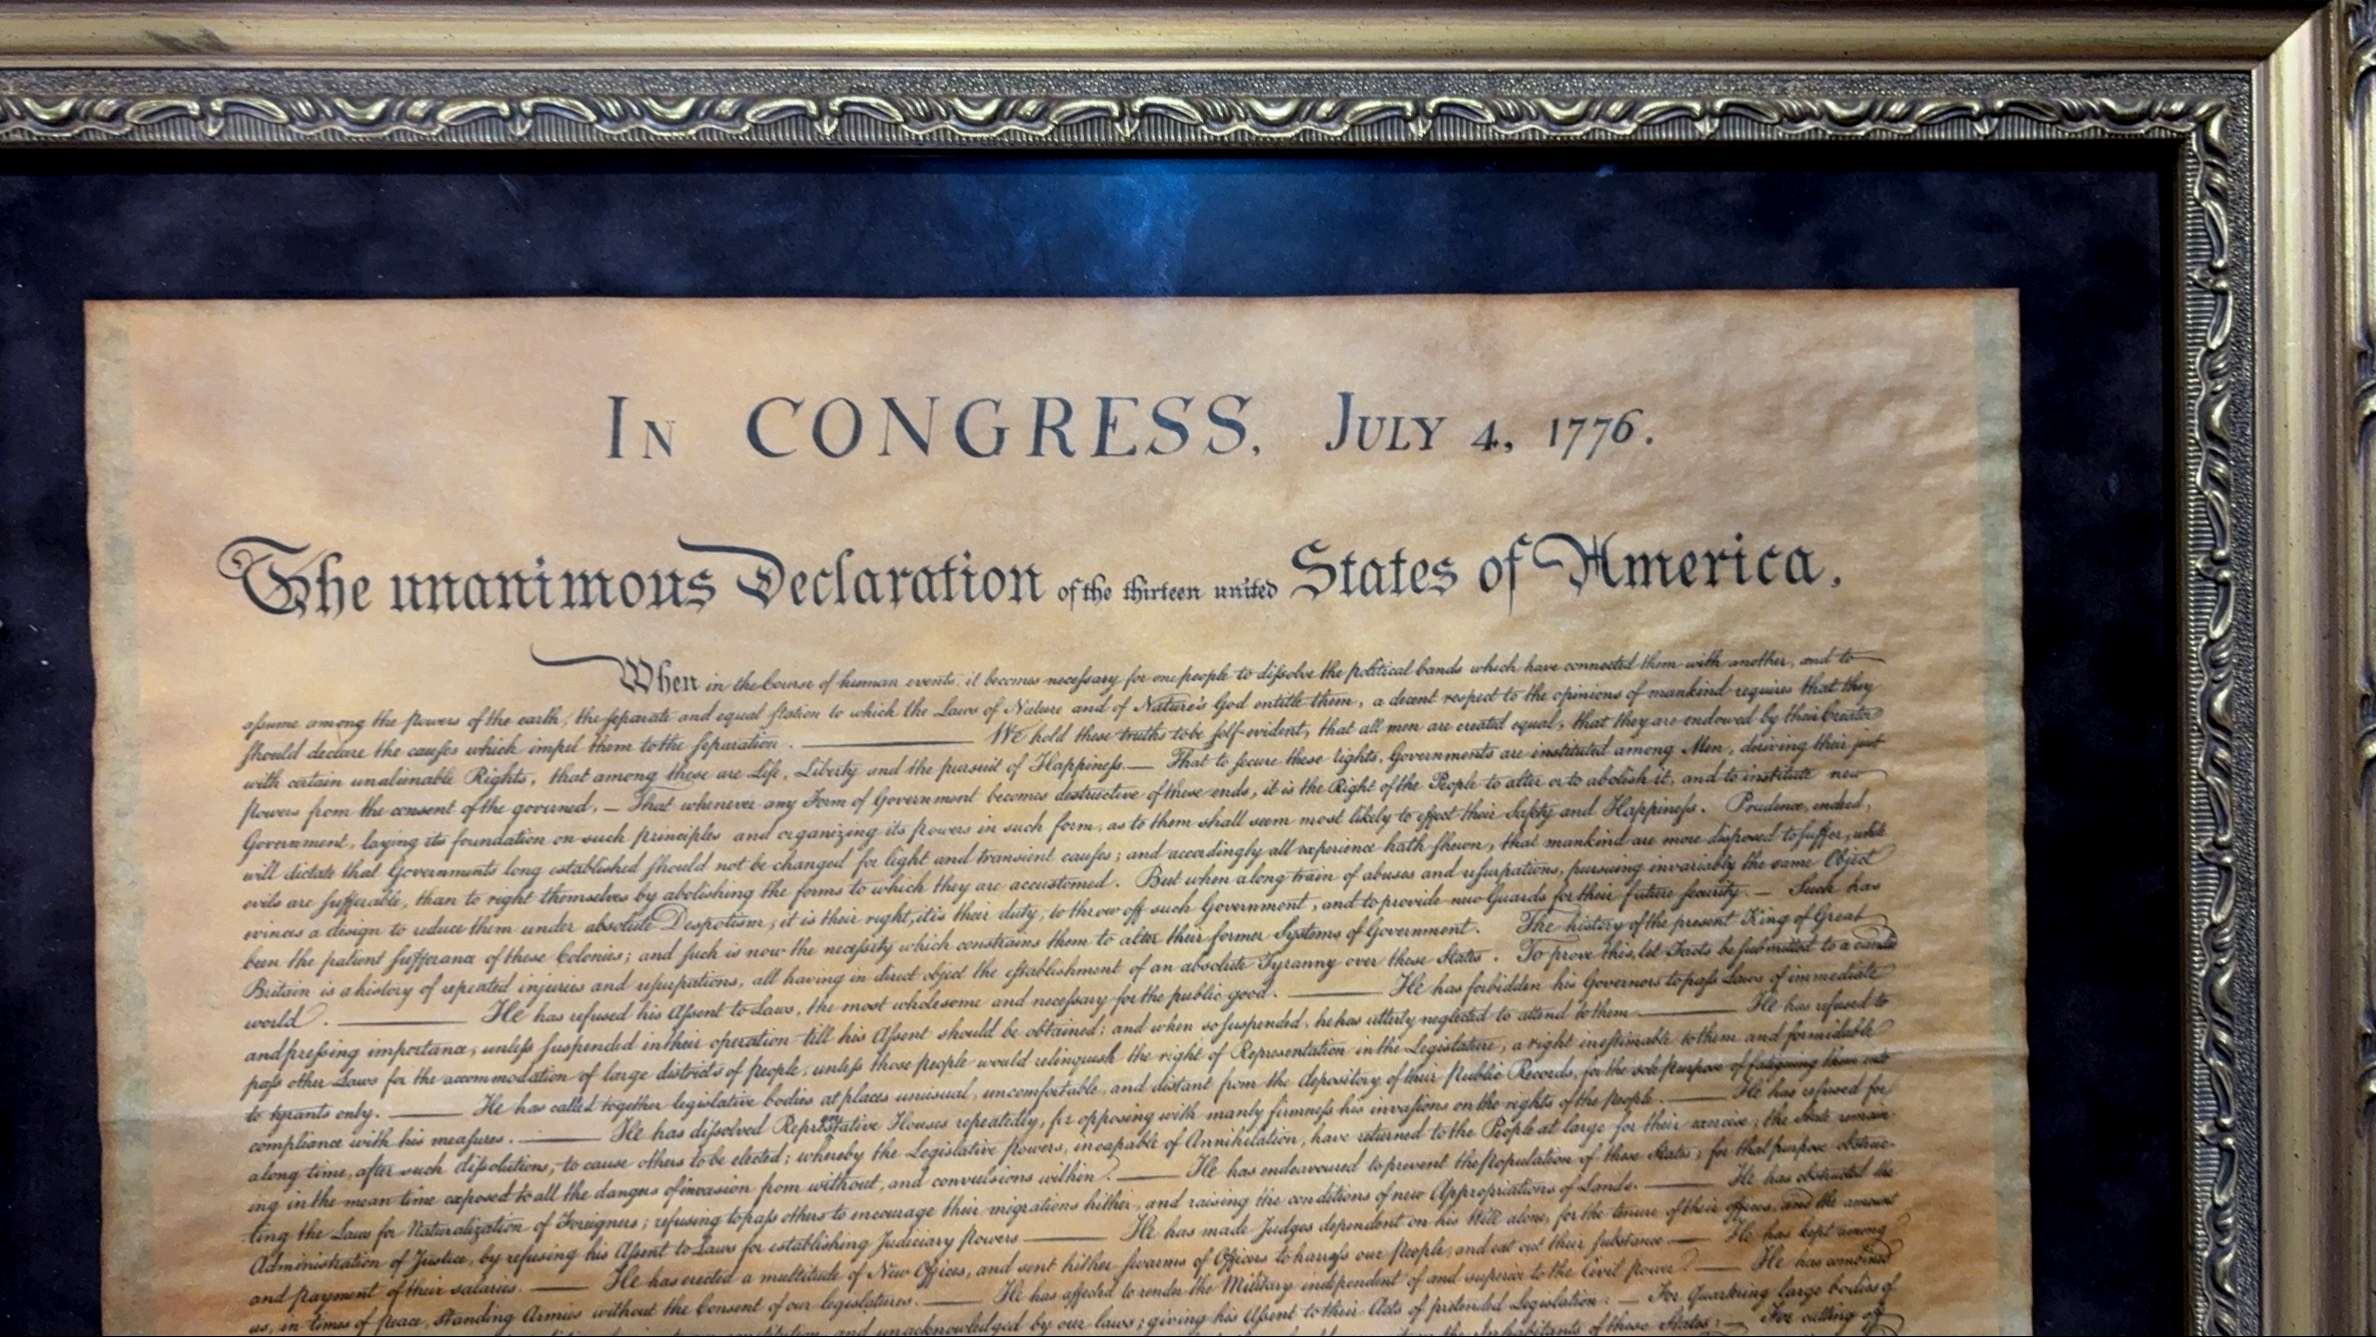 In CONGRESS, July 4, 1776.
The unanimous Declaration of the thirteen united States of America,
When in the Course of human events, it becomes necessary for one people to dissolve the political bands which have connected them with another, and to
assume among the powers of the earth, the separate and equal station to which the Laws of Nature and of Nature's God entitle them, a decent respect to the opinions of mankind requires that they
should declare the causes which impel them to the separation. ——— We hold these truths to be self-evident, that all men are created equal, that they are endowed by their Creator
with certain unalienable Rights, that among these are Life, Liberty and the pursuit of Happiness.— That to secure these rights, Governments are instituted among Men, deriving their just
powers from the consent of the governed,— That whenever any Form of Government becomes destructive of these ends, it is the Right of the People to alter or to abolish it, and to institute new
Government, laying its foundation on such principles and organizing its powers in such form, as to them shall seem most likely to effect their Safety and Happiness. Prudence, indeed,
will dictate that Governments long established should not be changed for light and transient causes; and accordingly all experience hath shewn, that mankind are more disposed to suffer, while
evils are sufferable, than to right themselves by abolishing the forms to which they are accustomed. But when a long train of abuses and usurpations, pursuing invariably the same Object
evinces a design to reduce them under absolute Despotism, it is their right, it is their duty, to throw off such Government, and to provide new Guards for their future security.— Such has
been the patient sufferance of these Colonies; and such is now the necessity which constrains them to alter their former Systems of Government. The history of the present King of Great
Britain is a history of repeated injuries and usurpations, all having in direct object the establishment of an absolute Tyranny over these States. To prove this, let Facts be submitted to a candid
world. ——— He has refused his Assent to Laws, the most wholesome and necessary for the public good. ——— He has forbidden his Governors to pass Laws of immediate
and pressing importance, unless suspended in their operation till his Assent should be obtained; and when so suspended, he has utterly neglected to attend to them. ——— He has refused to
pass other Laws for the accommodation of large districts of people, unless those people would relinquish the right of Representation in the Legislature, a right inestimable to them and formidable
to tyrants only. ——— He has called together legislative bodies at places unusual, uncomfortable, and distant from the depository of their Public Records, for the sole purpose of fatiguing them into
compliance with his measures. ——— He has dissolved Representative Houses repeatedly, for opposing with manly firmness his invasions on the rights of the people. ——— He has refused for
a long time, after such dissolutions, to cause others to be elected; whereby the Legislative powers, incapable of Annihilation, have returned to the People at large for their exercise; the State remain-
ing in the mean time exposed to all the dangers of invasion from without, and convulsions within. ——— He has endeavoured to prevent the population of these States; for that purpose obstruc-
ting the Laws for Naturalization of Foreigners; refusing to pass others to encourage their migrations hither, and raising the conditions of new Appropriations of Lands. ——— He has obstructed the
Administration of Justice, by refusing his Assent to Laws for establishing Judiciary powers ——— He has made Judges dependent on his Will alone, for the tenure of their offices, and the amount
and payment of their salaries. ——— He has erected a multitude of New Offices, and sent hither swarms of Officers to harrass our people, and eat out their substance. ——— He has kept among
us, in times of peace, Standing Armies without the Consent of our legislatures. ——— He has affected to render the Military independent of and superior to the Civil power. ——— He has combined
constitution, and unacknowledged by our laws; giving his Assent to their Acts of pretended Legislation: — For Quartering large bodies of
the Inhabitants of these States: — For cutting off